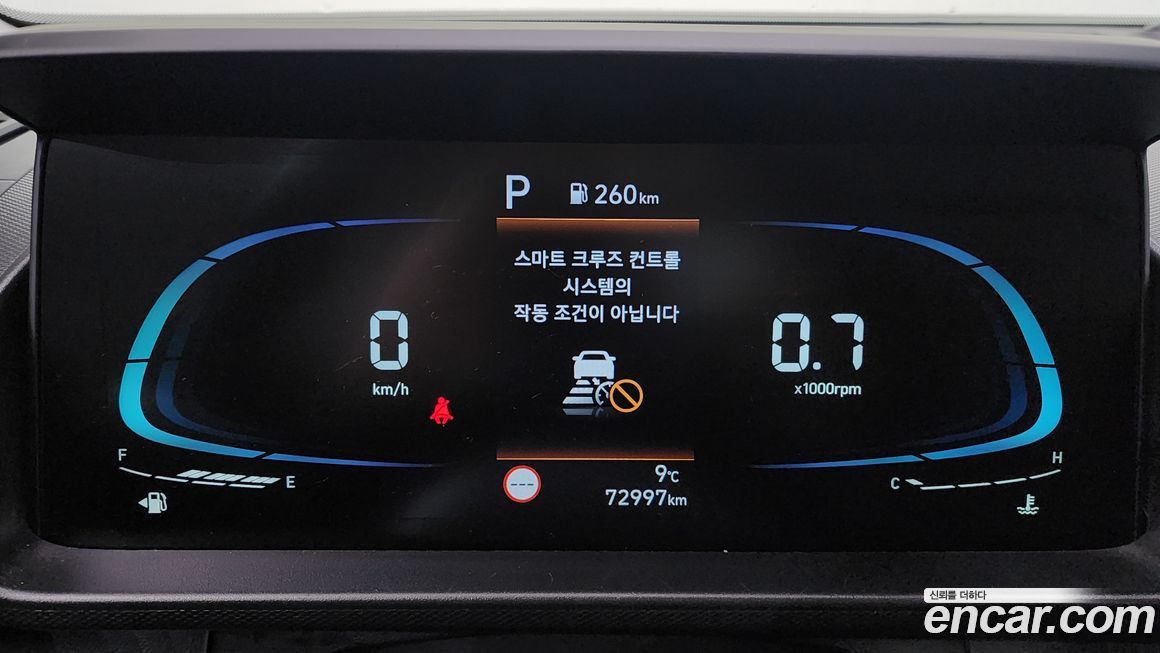 P 260km
스마트 크루즈 컨트롤
시스템의
작동 조건이 아닙니다
0
km/h
0.7
x1000rpm
F
E
---
9℃
72997km
C
H
신뢰를 더하다
encar.com